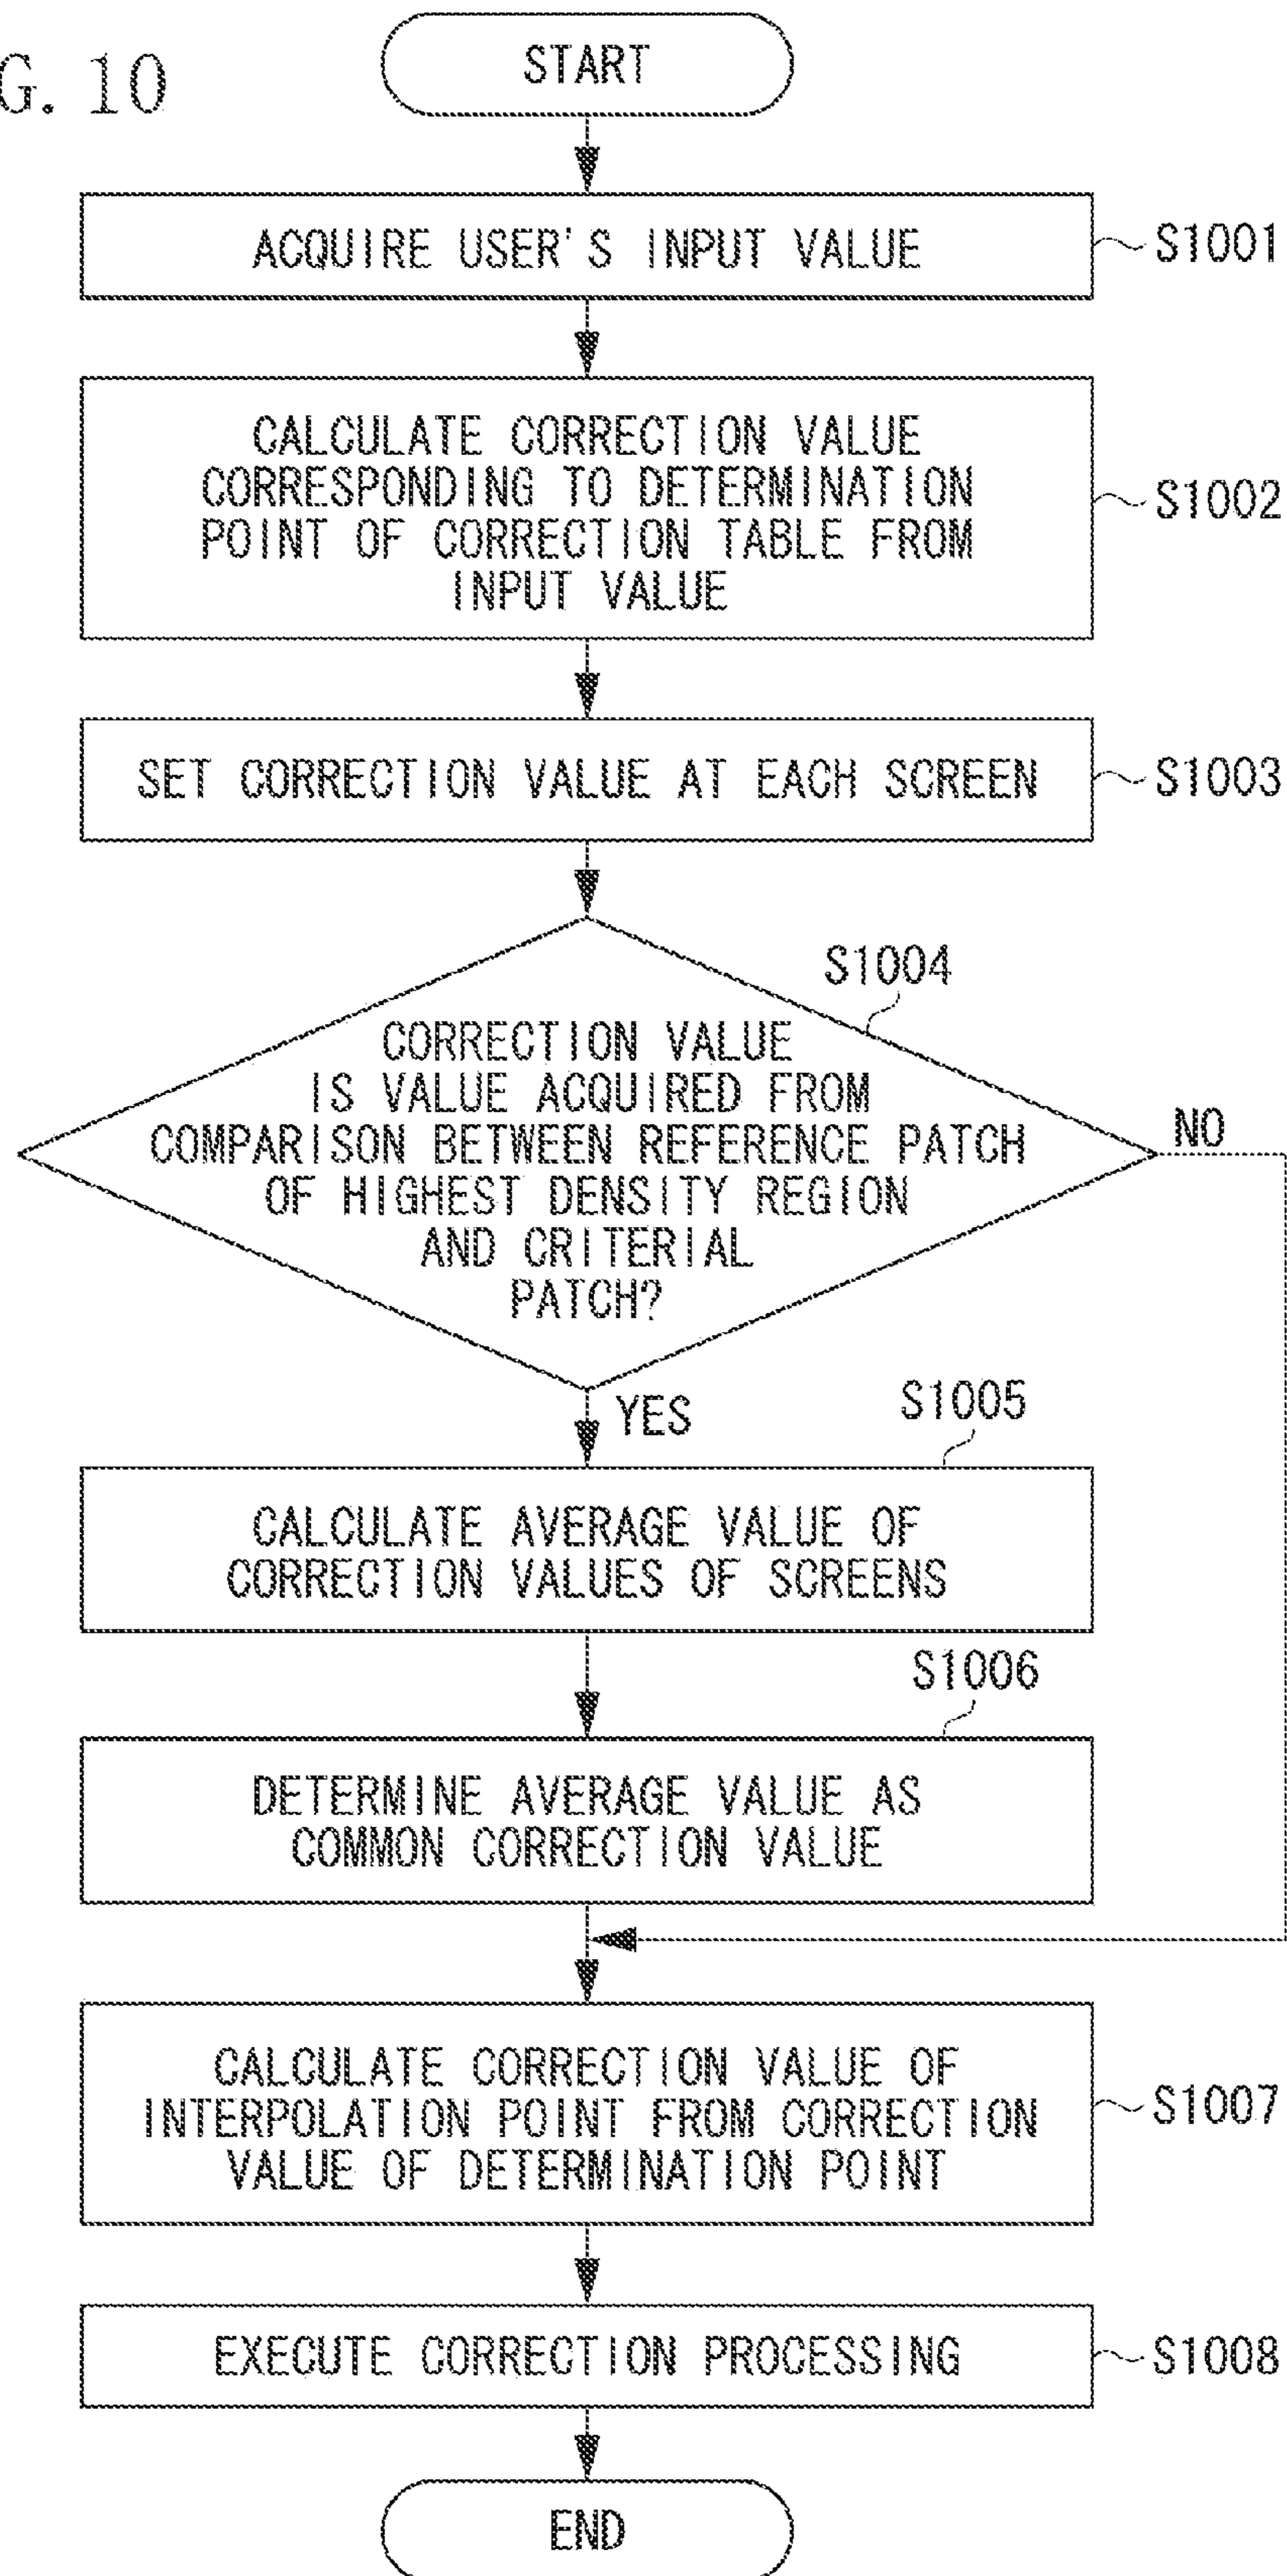 G. 10
START
ACQUIRE USER'S INPUT VALUE
S1001
CALCULATE CORRECTION VALUE
CORRESPONDING TO DETERMINATION
POINT OF CORRECTION TABLE FROM
INPUT VALUE
S1002
SET CORRECTION VALUE AT EACH SCREEN
S1003
S1004
CORRECTION VALUE
IS VALUE ACQUIRED FROM
COMPARISON BETWEEN REFERENCE PATCH
OF HIGHEST DENSITY REGION
AND CRITERIAL
PATCH?
NO
YES
S1005
CALCULATE AVERAGE VALUE OF
CORRECTION VALUES OF SCREENS
S1006
DETERMINE AVERAGE VALUE AS
COMMON CORRECTION VALUE
CALCULATE CORRECTION VALUE OF
INTERPOLATION POINT FROM CORRECTION
VALUE OF DETERMINATION POINT
S1007
EXECUTE CORRECTION PROCESSING
S1008
END